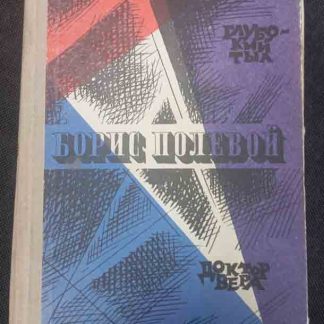 ГЛУБО-
КИЙ
ТЫЛ
БОРИС ПОЛЕВОЙ
ДОКТОР
ВЕРА